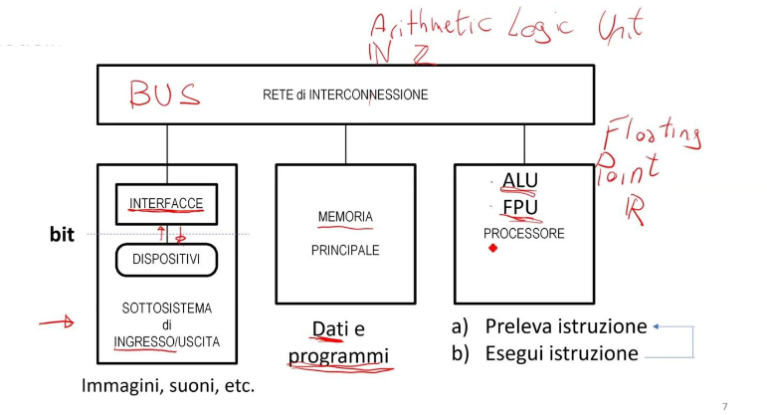 Arithmetic Logic Unit
ℕ ℤ
BUS
RETE di INTERCONNESSIONE
Floating
Point
ℝ
INTERFACCE
bit
DISPOSITIVI
SOTTOSISTEMA
di
INGRESSO/USCITA
Immagini, suoni, etc.
MEMORIA
PRINCIPALE
Dati e
programmi
ALU
FPU
PROCESSORE
a) Preleva istruzione
b) Esegui istruzione
7